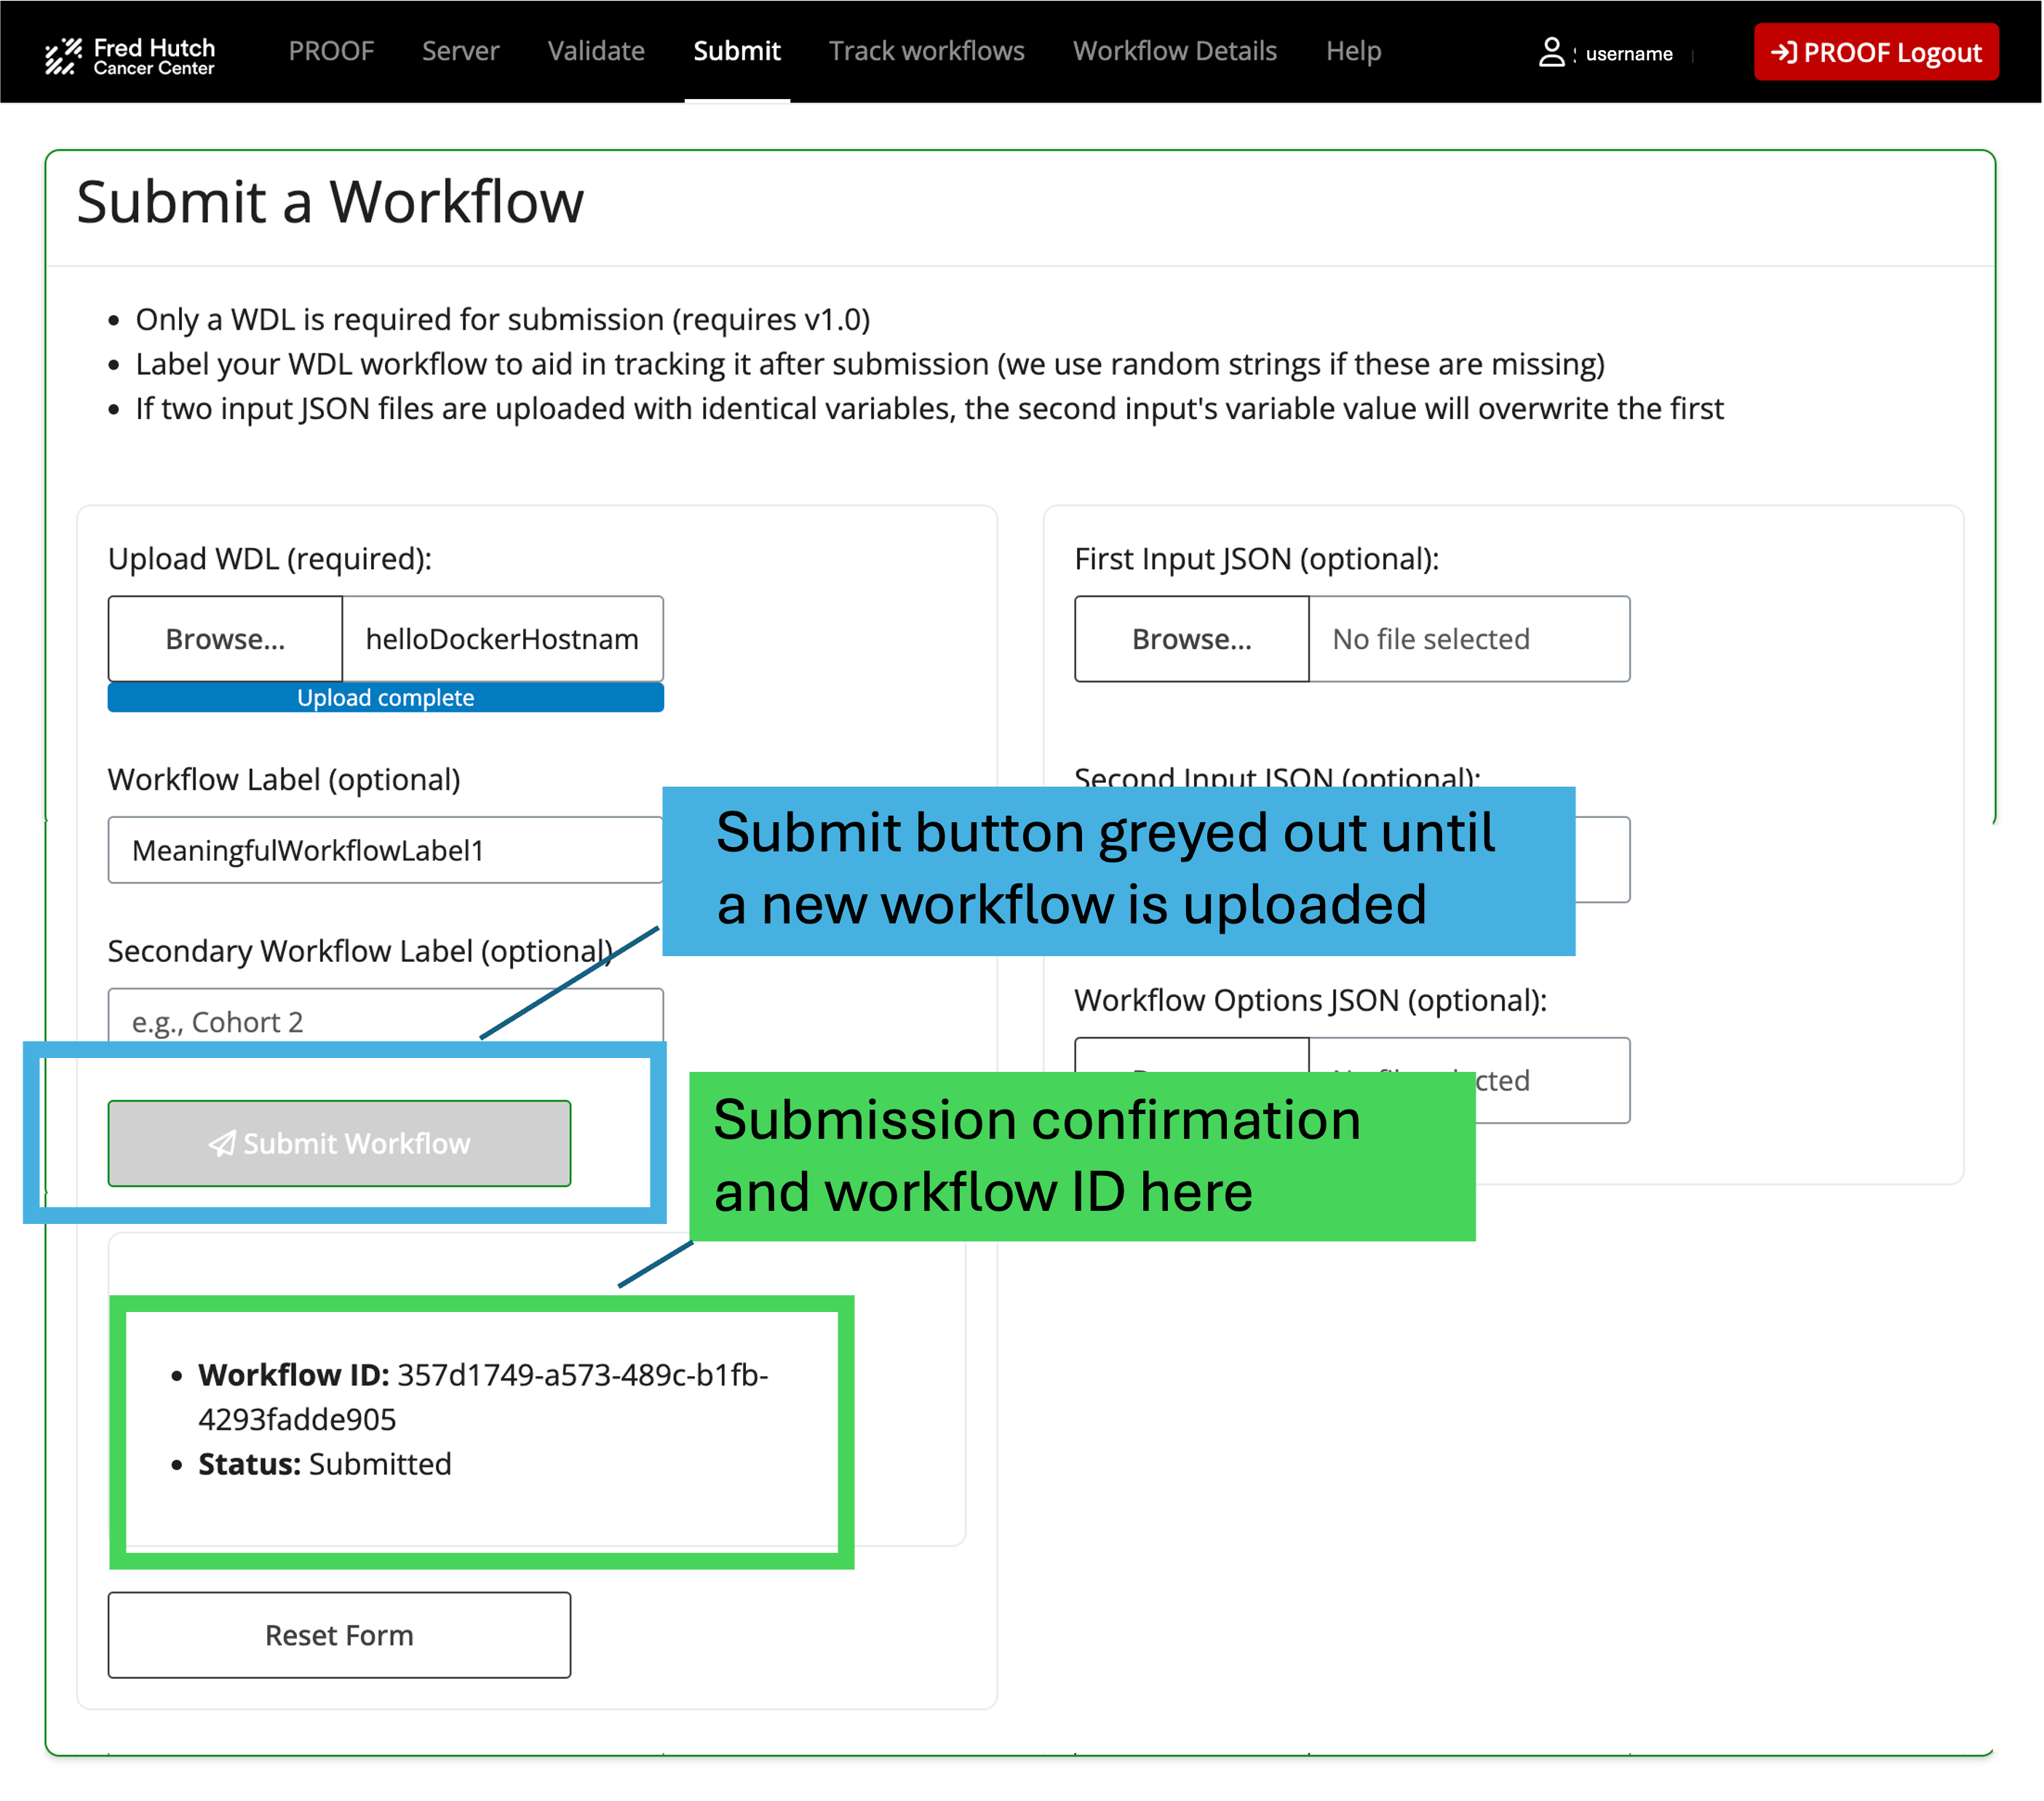 Fred Hutch
Cancer Center
PROOF
Server
Validate
Submit
Track workflows
Workflow Details
Help
username
PROOF Logout
Submit a Workflow
Only a WDL is required for submission (requires v1.0)
Label your WDL workflow to aid in tracking it after submission (we use random strings if these are missing)
If two input JSON files are uploaded with identical variables, the second input's variable value will overwrite the first
Upload WDL (required):
Browse...
helloDockerHostnam
Upload complete
Workflow Label (optional)
MeaningfulWorkflowLabel1
Secondary Workflow Label (optional)
e.g., Cohort 2
Submit Workflow
Workflow ID: 357d1749-a573-489c-b1fb-
4293fadde905
Status: Submitted
Reset Form
First Input JSON (optional):
Browse...
No file selected
Second Input JSON (optional):
Submit button greyed out until
a new workflow is uploaded
Workflow Options JSON (optional):
Submission confirmation
and workflow ID here